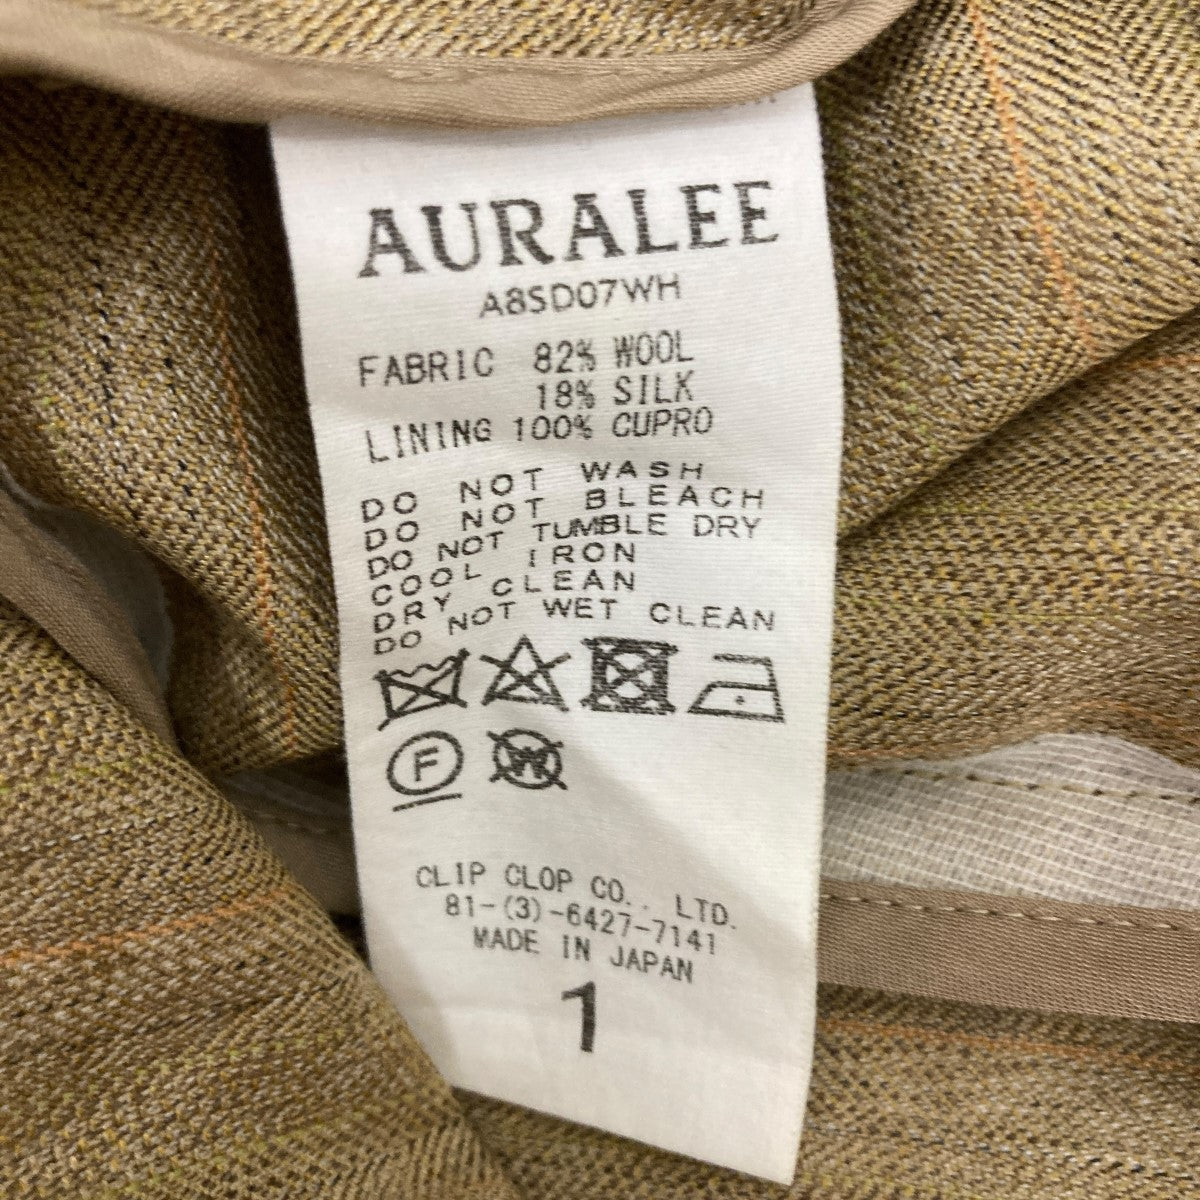 AURALEE
A8SD07WH
FABRIC 82% WOOL
18% SILK
LINING 100% CUPRO
DO NOT WASH
DO NOT BLEACH
DO NOT TUMBLE DRY
COOL IRON
DRY CLEAN
DO NOT WET CLEAN
F W
CLIP CLOP CO., LTD.
81-(3)-6427-7141
MADE IN JAPAN
1